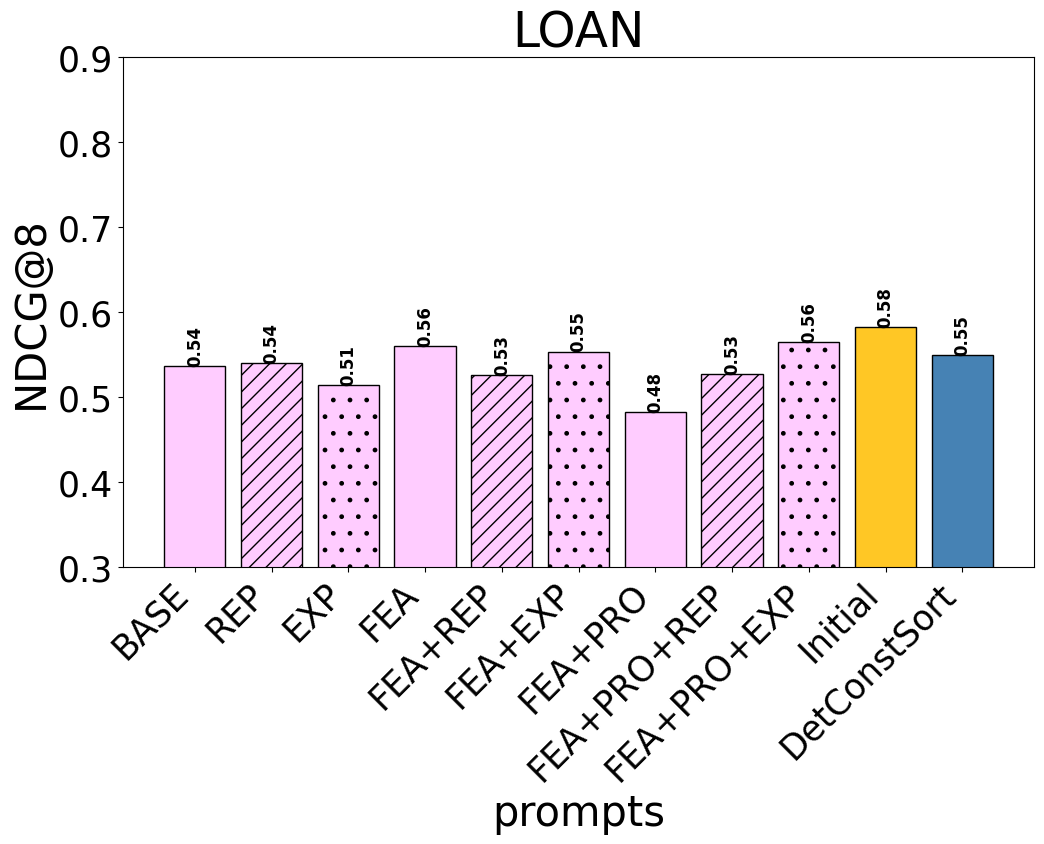 LOAN
NDCG@8
0.9
0.8
0.7
0.6
0.5
0.4
0.3
0.54
0.54
0.51
0.56
0.53
0.55
0.48
0.53
0.56
0.58
0.55
BASE
REP
EXP
FEA
FEA+REP
FEA+EXP
FEA+PRO
FEA+PRO+REP
FEA+PRO+EXP
Initial
DetConstSort
prompts